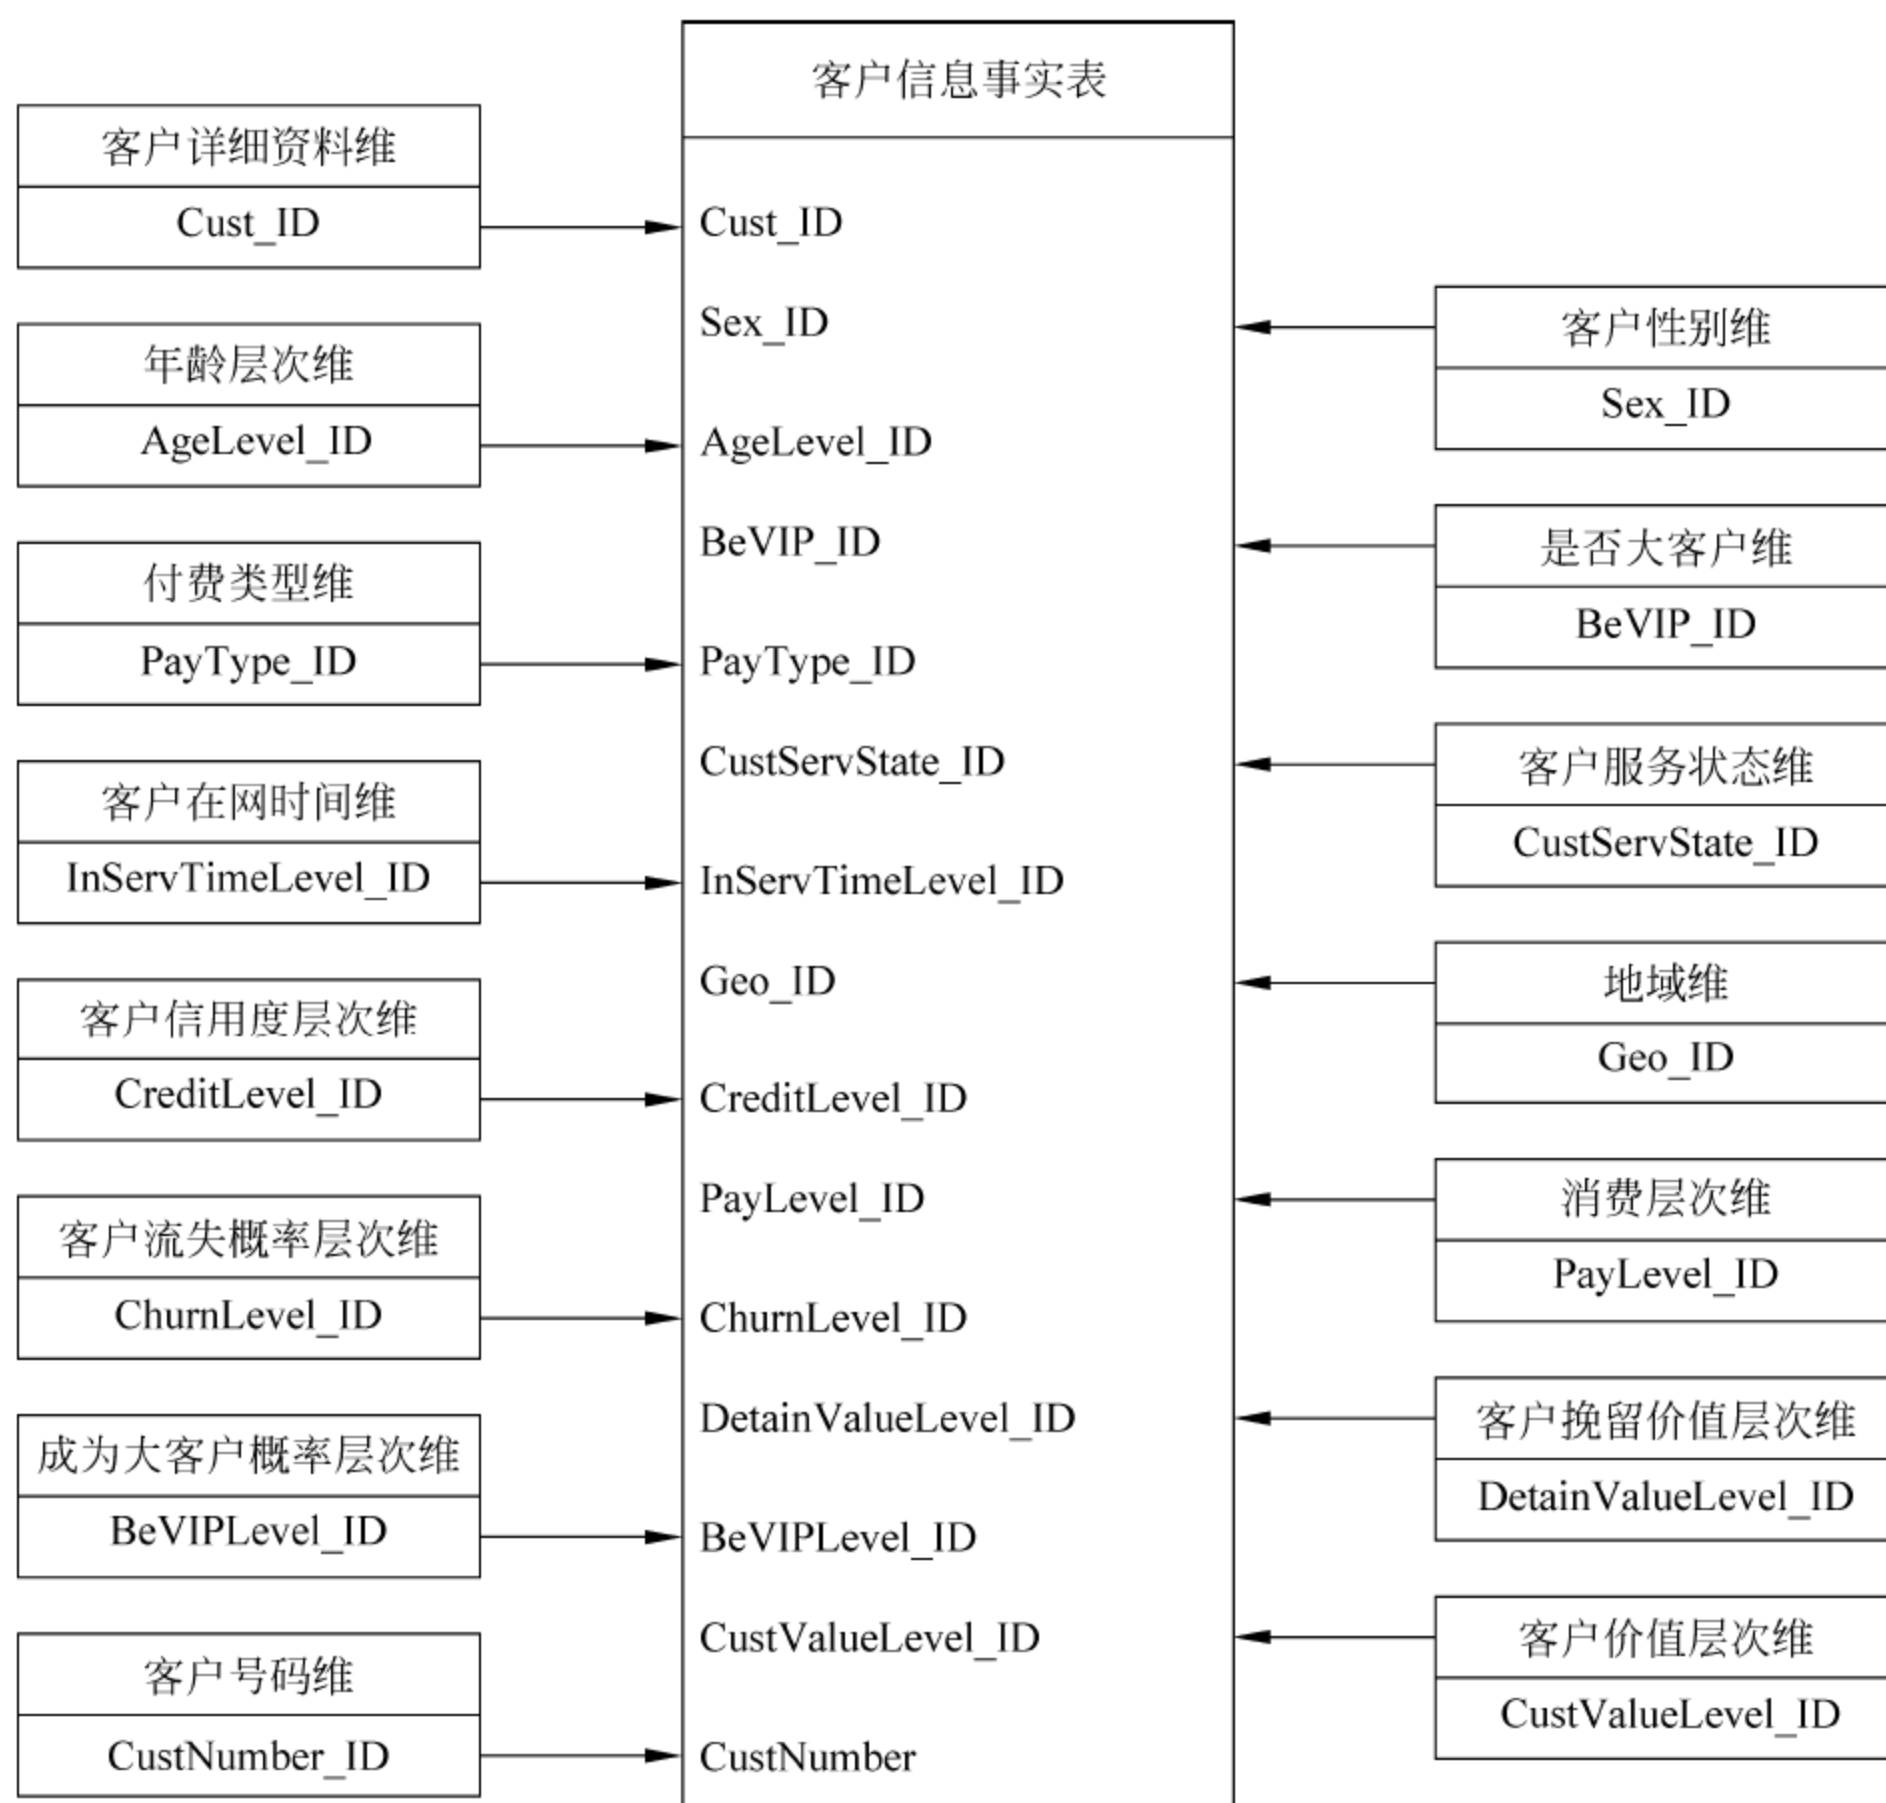 客户信息事实表
Cust_ID
Sex_ID
AgeLevel_ID
BeVIP_ID
PayType_ID
CustServState_ID
InServTimeLevel_ID
Geo_ID
CreditLevel_ID
PayLevel_ID
ChurnLevel_ID
DetainValueLevel_ID
BeVIPLevel_ID
CustValueLevel_ID
CustNumber
客户详细资料维
Cust_ID
年龄层次维
AgeLevel_ID
付费类型维
PayType_ID
客户在网时间维
InServTimeLevel_ID
客户信用度层次维
CreditLevel_ID
客户流失概率层次维
ChurnLevel_ID
成为大客户概率层次维
BeVIPLevel_ID
客户号码维
CustNumber_ID
客户性别维
Sex_ID
是否大客户维
BeVIP_ID
客户服务状态维
CustServState_ID
地域维
Geo_ID
消费层次维
PayLevel_ID
客户挽留价值层次维
DetainValueLevel_ID
客户价值层次维
CustValueLevel_ID